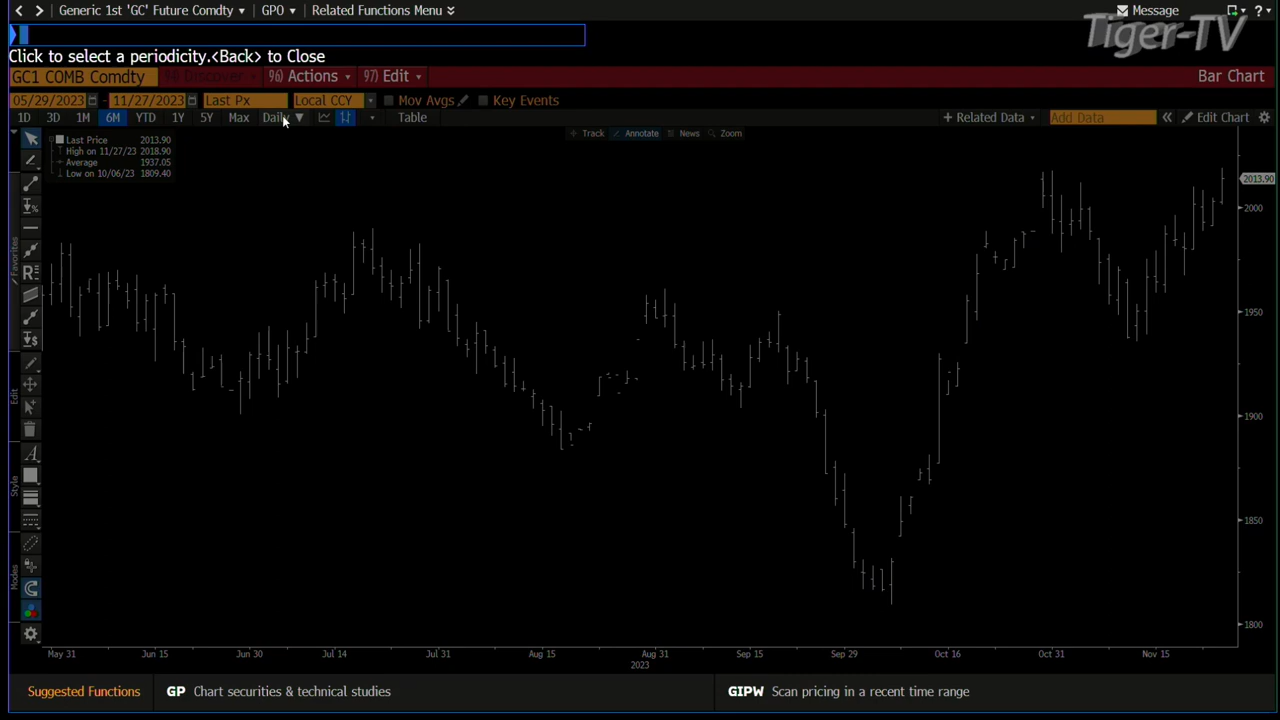 Generic 1st 'GC' Future Comdty GPO Related Functions Menu Message ?
Tiger-TV
Click to select a periodicity.<Back> to Close
GC1 COMB Comdty 94) Discover 96) Actions 97) Edit Bar Chart
05/29/2023 - 11/27/2023 Last Px Local CCY Mov Avgs Key Events
1D 3D 1M 6M YTD 1Y 5Y Max Daily Table + Related Data Add Data Edit Chart
Track Annotate News Zoom
Last Price 2013.90
High on 11/27/23 2018.90
Average 1937.05
Low on 10/06/23 1809.40
2013.90
2000
1950
1900
1850
1800
Favorites
Edit
Style
Modes
May 31 Jun 15 Jun 30 Jul 14 Jul 31 Aug 15 Aug 31 Sep 15 Sep 29 Oct 16 Oct 31 Nov 15
2023
Suggested Functions GP Chart securities & technical studies GIPW Scan pricing in a recent time range